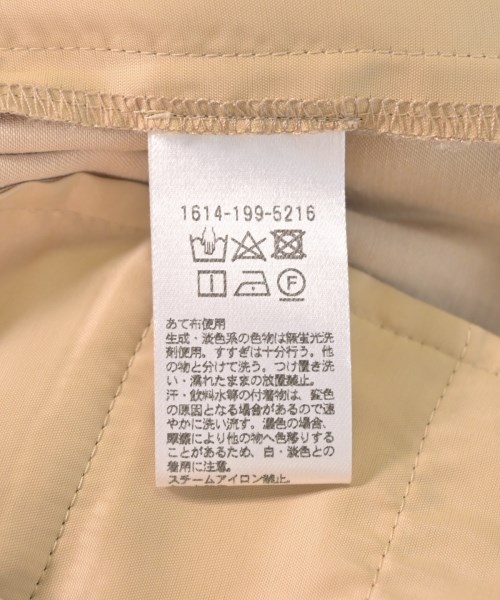 1614-199-5216
F
あて布使用
生成・淡色系の色物は無蛍光洗
剤使用。すすぎは十分行う。他
の物と分けて洗う。つけ置き洗
い・濡れたままの放置禁止。
汗・飲料水等の付着物は、変色
の原因となる場合があるので速
やかに洗い流す。濃色の場合、
摩擦により他の物へ色移りする
ことがあるため、白・淡色との
着用に注意。
スチームアイロン禁止。